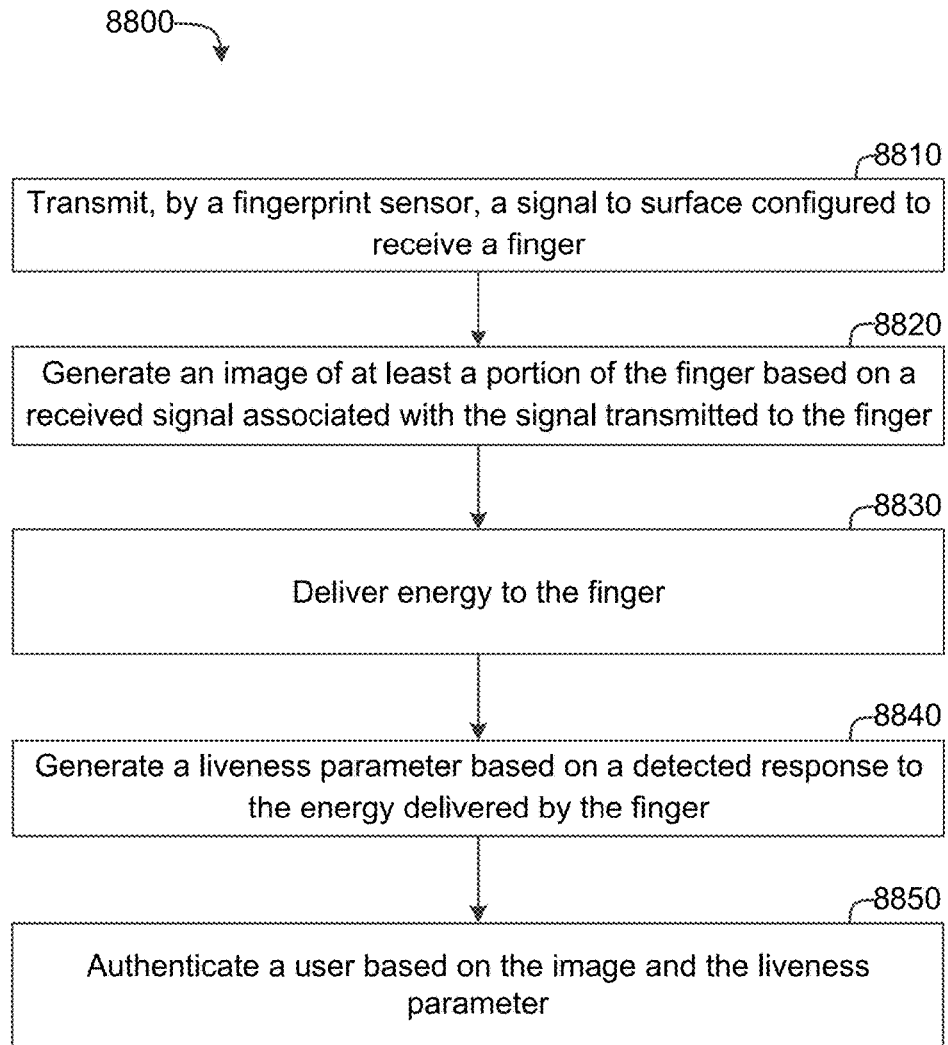 8800
8810
Transmit, by a fingerprint sensor, a signal to surface configured to
receive a finger
8820
Generate an image of at least a portion of the finger based on a
received signal associated with the signal transmitted to the finger
8830
Deliver energy to the finger
8840
Generate a liveness parameter based on a detected response to
the energy delivered by the finger
8850
Authenticate a user based on the image and the liveness
parameter